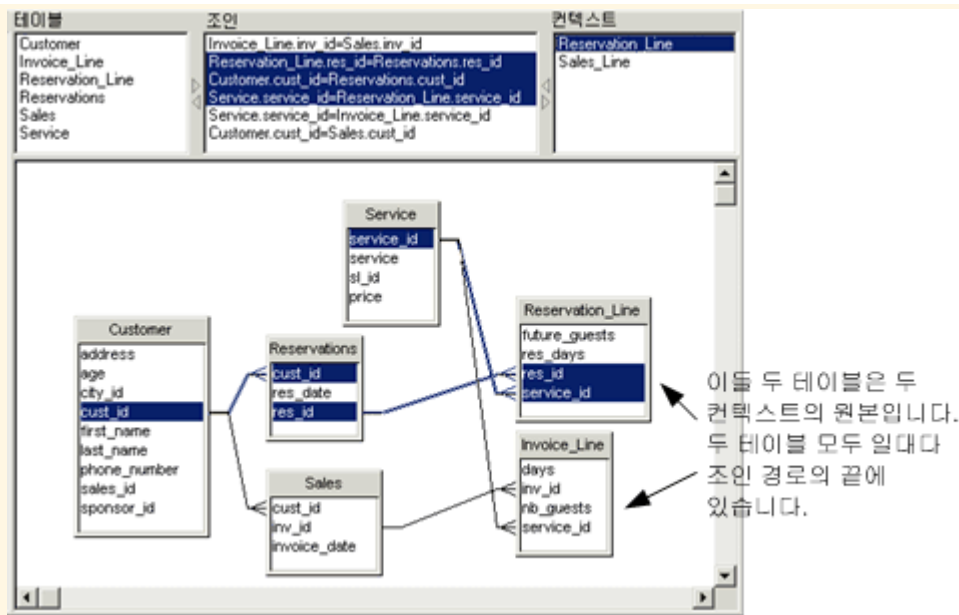 테이블
조인
컨텍스트
Customer
Invoice_Line
Reservation_Line
Reservations
Sales
Service
Invoice_Line.inv_id=Sales.inv_id
Reservation_Line.res_id=Reservations.res_id
Customer.cust_id=Reservations.cust_id
Service.service_id=Reservation_Line.service_id
Service.service_id=Invoice_Line.service_id
Customer.cust_id=Sales.cust_id
Reservation_Line
Sales_Line
Service
service_id
service
sl_id
price
Customer
address
age
city_id
cust_id
first_name
last_name
phone_number
sales_id
sponsor_id
Reservations
cust_id
res_date
res_id
Sales
cust_id
inv_id
invoice_date
Reservation_Line
future_guests
res_days
res_id
service_id
Invoice_Line
days
inv_id
nb_guests
service_id
이들 두 테이블은 두
컨텍스트의 원본입니다.
두 테이블 모두 일대다
조인 경로의 끝에
있습니다.